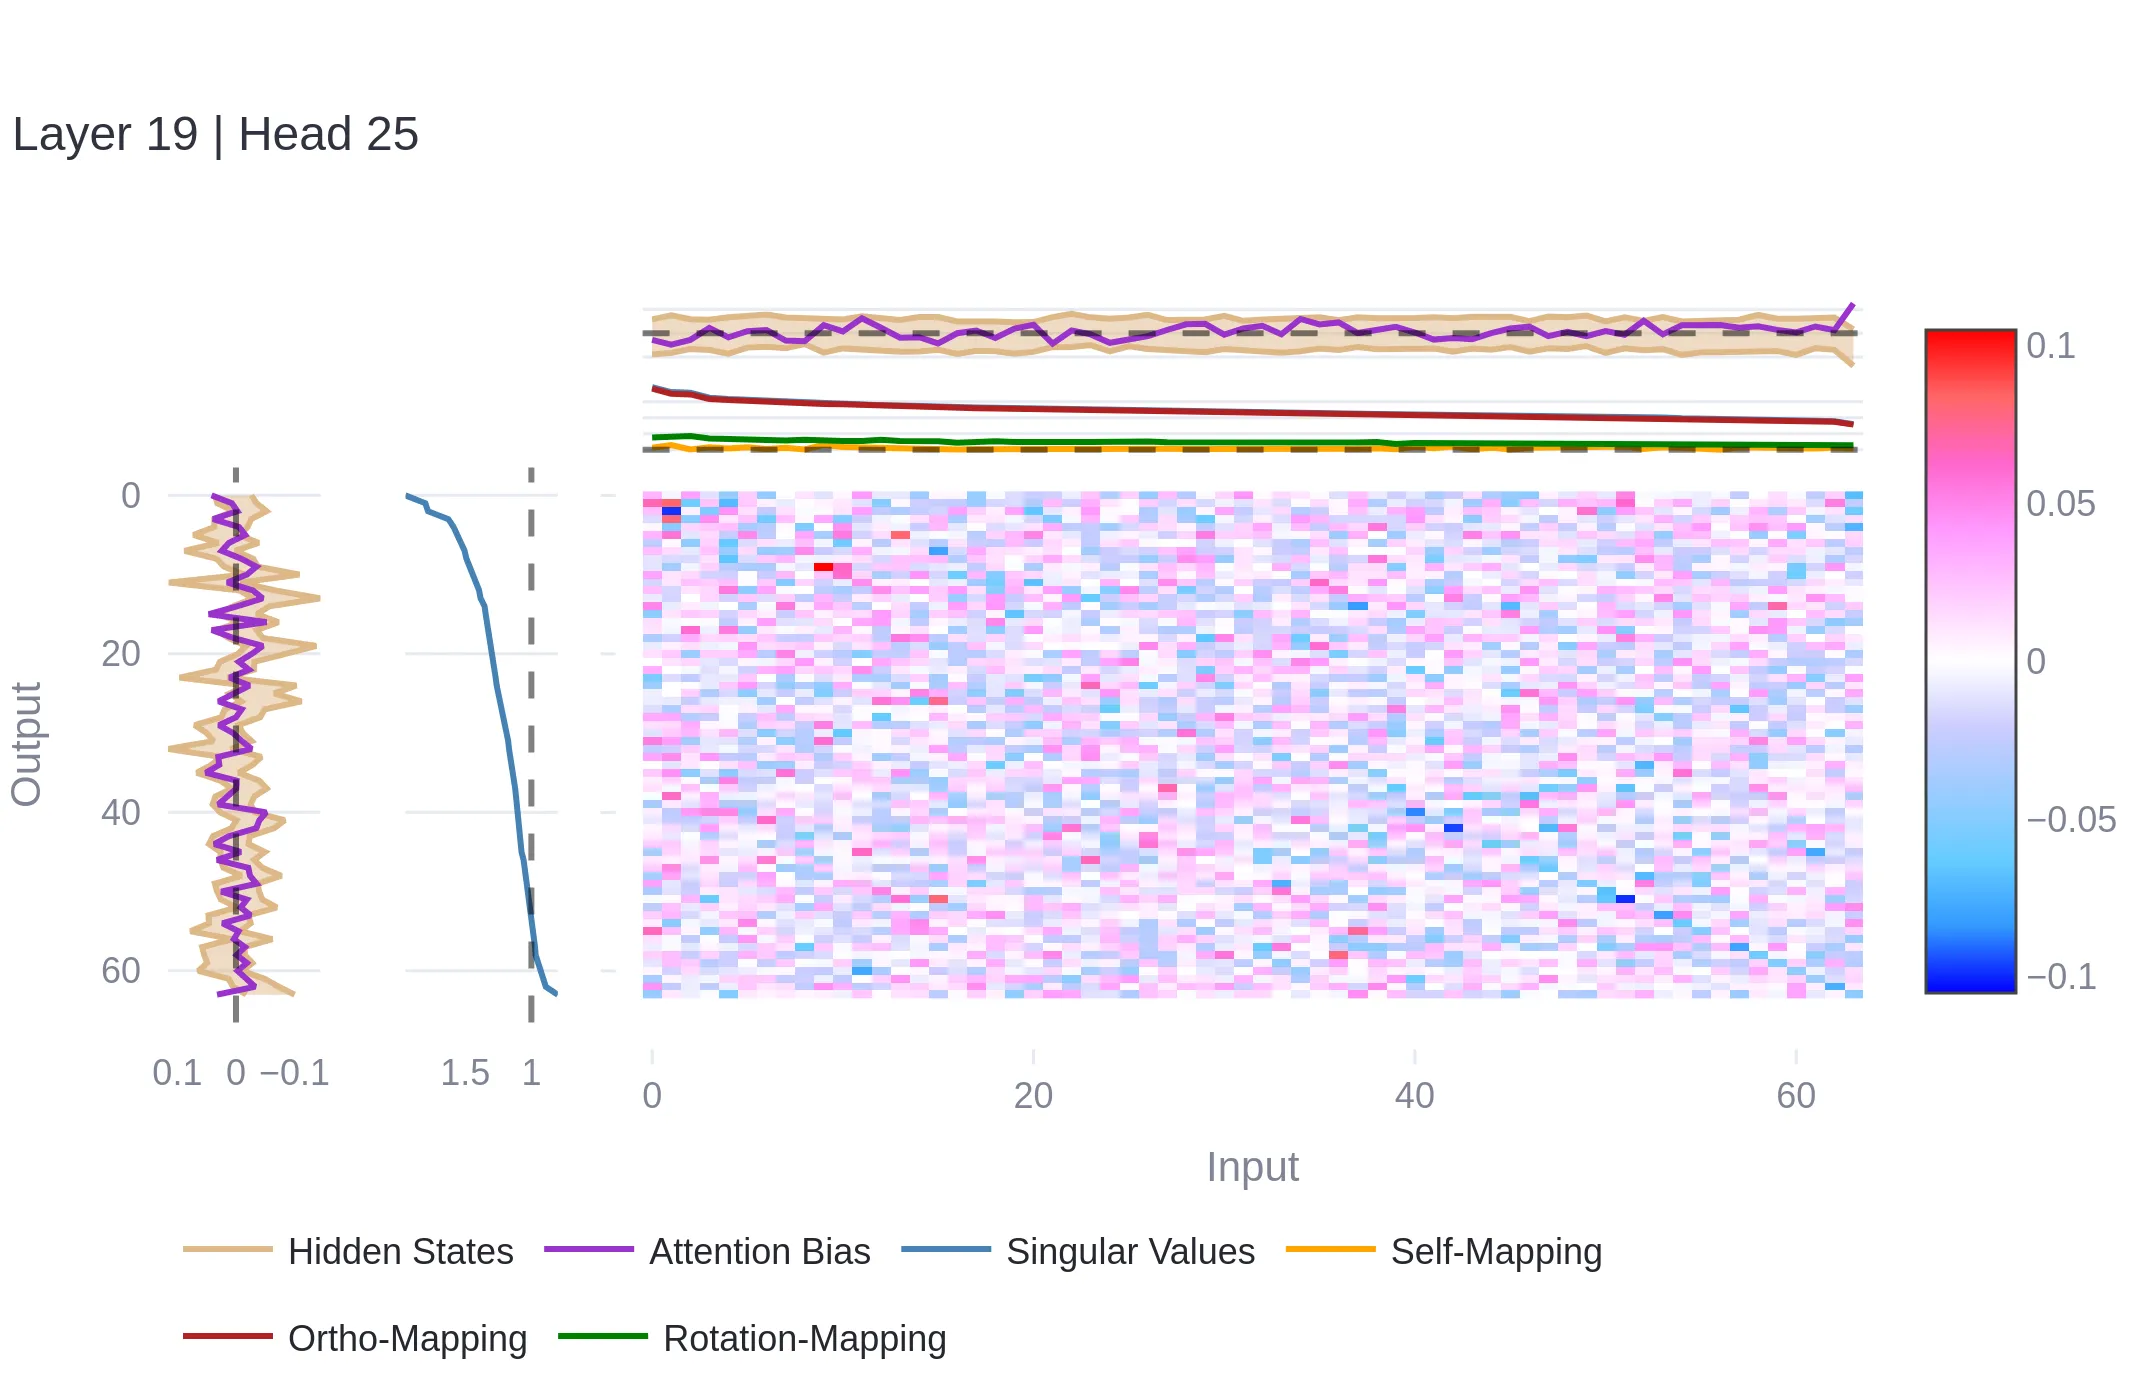 Layer 19 | Head 25
0
20
40
60
Output
0.1 0 −0.1
1.5 1
0 20 40 60
Input
0.1
0.05
0
−0.05
−0.1
Hidden States Attention Bias Singular Values Self-Mapping
Ortho-Mapping Rotation-Mapping